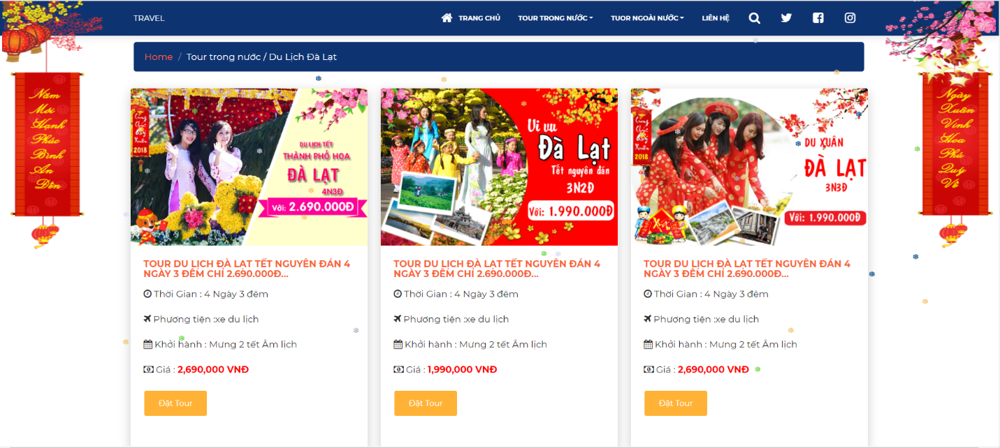 TRAVEL
TRANG CHỦ
TOUR TRONG NƯỚC
TUOR NGOÀI NƯỚC
LIÊN HỆ
Home / Tour trong nước / Du Lịch Đà Lạt
Năm
Mới
Hạnh
Phúc
Bình
An
Đến
Ngày
Xuân
Vinh
Hoa
Phú
Quý
Về
Cung
Chúc
Tân
Xuân
2018
DU LỊCH TẾT
THÀNH PHỐ HOA
ĐÀ LẠT
4N3Đ
Với: 2.690.000Đ
Vi vu
Đà Lạt
Tết nguyên đán
3N2Đ
Với: 1.990.000Đ
2018
DU XUÂN
ĐÀ LẠT
3N3Đ
Với: 1.990.000Đ
TOUR DU LỊCH ĐÀ LẠT TẾT NGUYÊN ĐÁN 4
NGÀY 3 ĐÊM CHỈ 2.690.000Đ...
Thời Gian : 4 Ngày 3 đêm
Phương tiện :xe du lịch
Khởi hành : Mưng 2 tết Âm lịch
Giá : 2,690,000 VNĐ
Đặt Tour
TOUR DU LỊCH ĐÀ LẠT TẾT NGUYÊN ĐÁN 4
NGÀY 3 ĐÊM CHỈ 2.690.000Đ...
Thời Gian : 4 Ngày 3 đêm
Phương tiện :xe du lịch
Khởi hành : Mưng 2 tết Âm lịch
Giá : 1,990,000 VNĐ
Đặt Tour
TOUR DU LỊCH ĐÀ LẠT TẾT NGUYÊN ĐÁN 4
NGÀY 3 ĐÊM CHỈ 2.690.000Đ...
Thời Gian : 4 Ngày 3 đêm
Phương tiện :xe du lịch
Khởi hành : Mưng 2 tết Âm lịch
Giá : 2,690,000 VNĐ
Đặt Tour